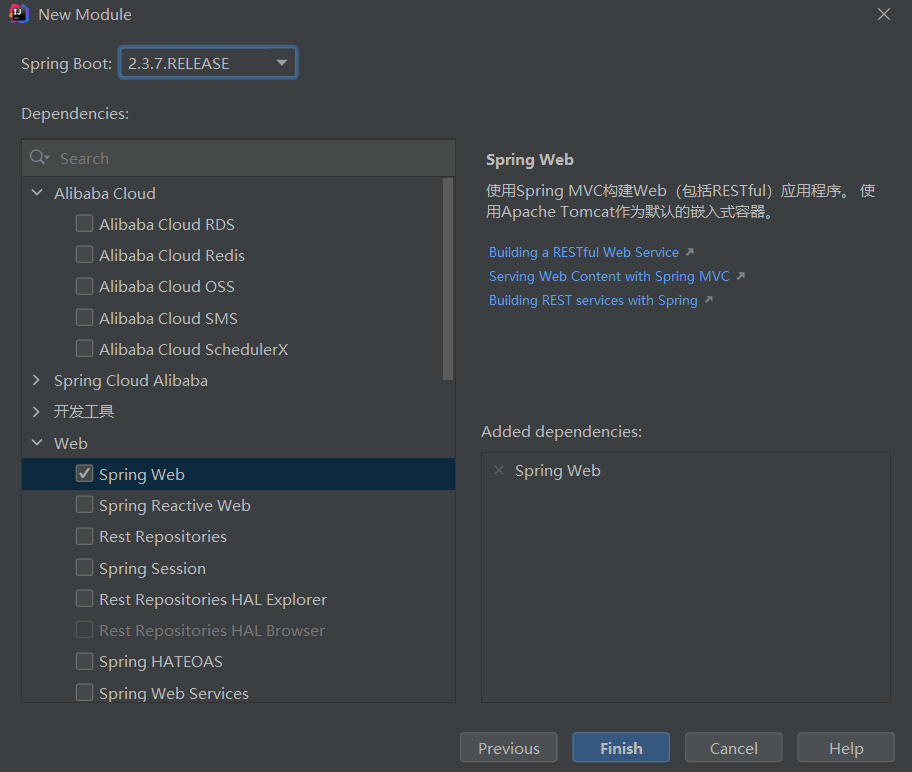 New Module
Spring Boot: 2.3.7.RELEASE
Dependencies:
Search
Alibaba Cloud
Alibaba Cloud RDS
Alibaba Cloud Redis
Alibaba Cloud OSS
Alibaba Cloud SMS
Alibaba Cloud SchedulerX
Spring Cloud Alibaba
开发工具
Web
Spring Web
Spring Reactive Web
Rest Repositories
Spring Session
Rest Repositories HAL Explorer
Rest Repositories HAL Browser
Spring HATEOAS
Spring Web Services
Spring Web
使用Spring MVC构建Web（包括RESTful）应用程序。 使
用Apache Tomcat作为默认的嵌入式容器。
Building a RESTful Web Service
Serving Web Content with Spring MVC
Building REST services with Spring
Added dependencies:
Spring Web
Previous
Finish
Cancel
Help